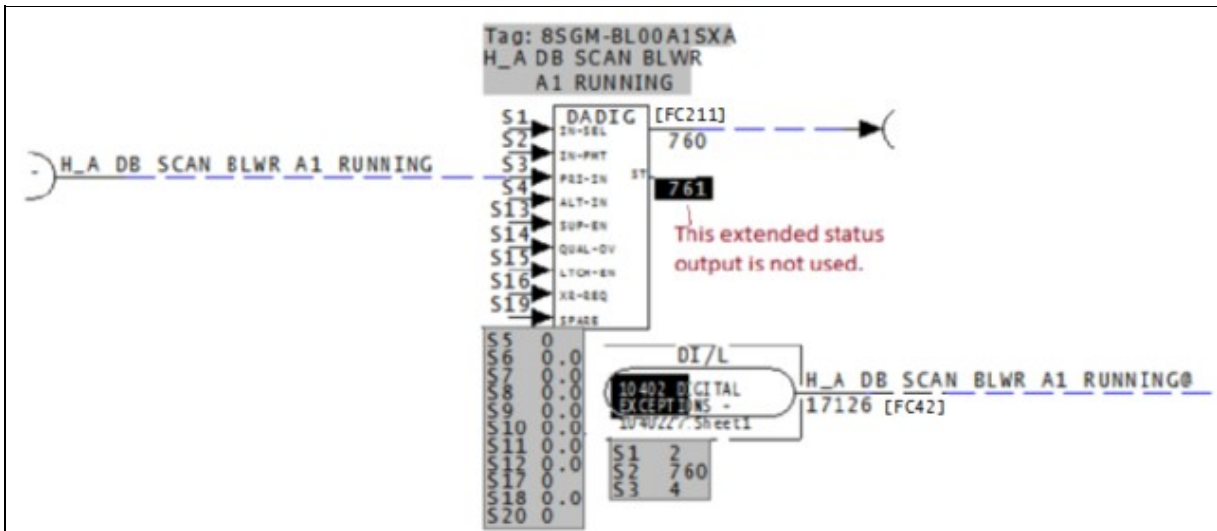 Tag: 8SGM-BL00A1SXA
H_A DB SCAN BLWR
A1 RUNNING
S1
S2
S3
S4
S13
S14
S15
S16
S19
DADIG
IN-SEL
IN-PMT
PRI-IN
ALT-IN
SUP-EN
QUAL-OV
LTCH-EN
XR-REQ
SPARE
ST
[FC211]
760
761
This extended status
output is not used.
-
H_A DB SCAN BLWR A1 RUNNING
S5 0
S6 0.0
S7 0.0
S8 0.0
S9 0.0
S10 0.0
S11 0.0
S12 0.0
S17 0
S18 0.0
S20 0
DI/L
10402 DIGITAL
EXCEPTIONS -
H_A DB SCAN BLWR A1 RUNNING@
17126 [FC42]
S1 2
S2 760
S3 4